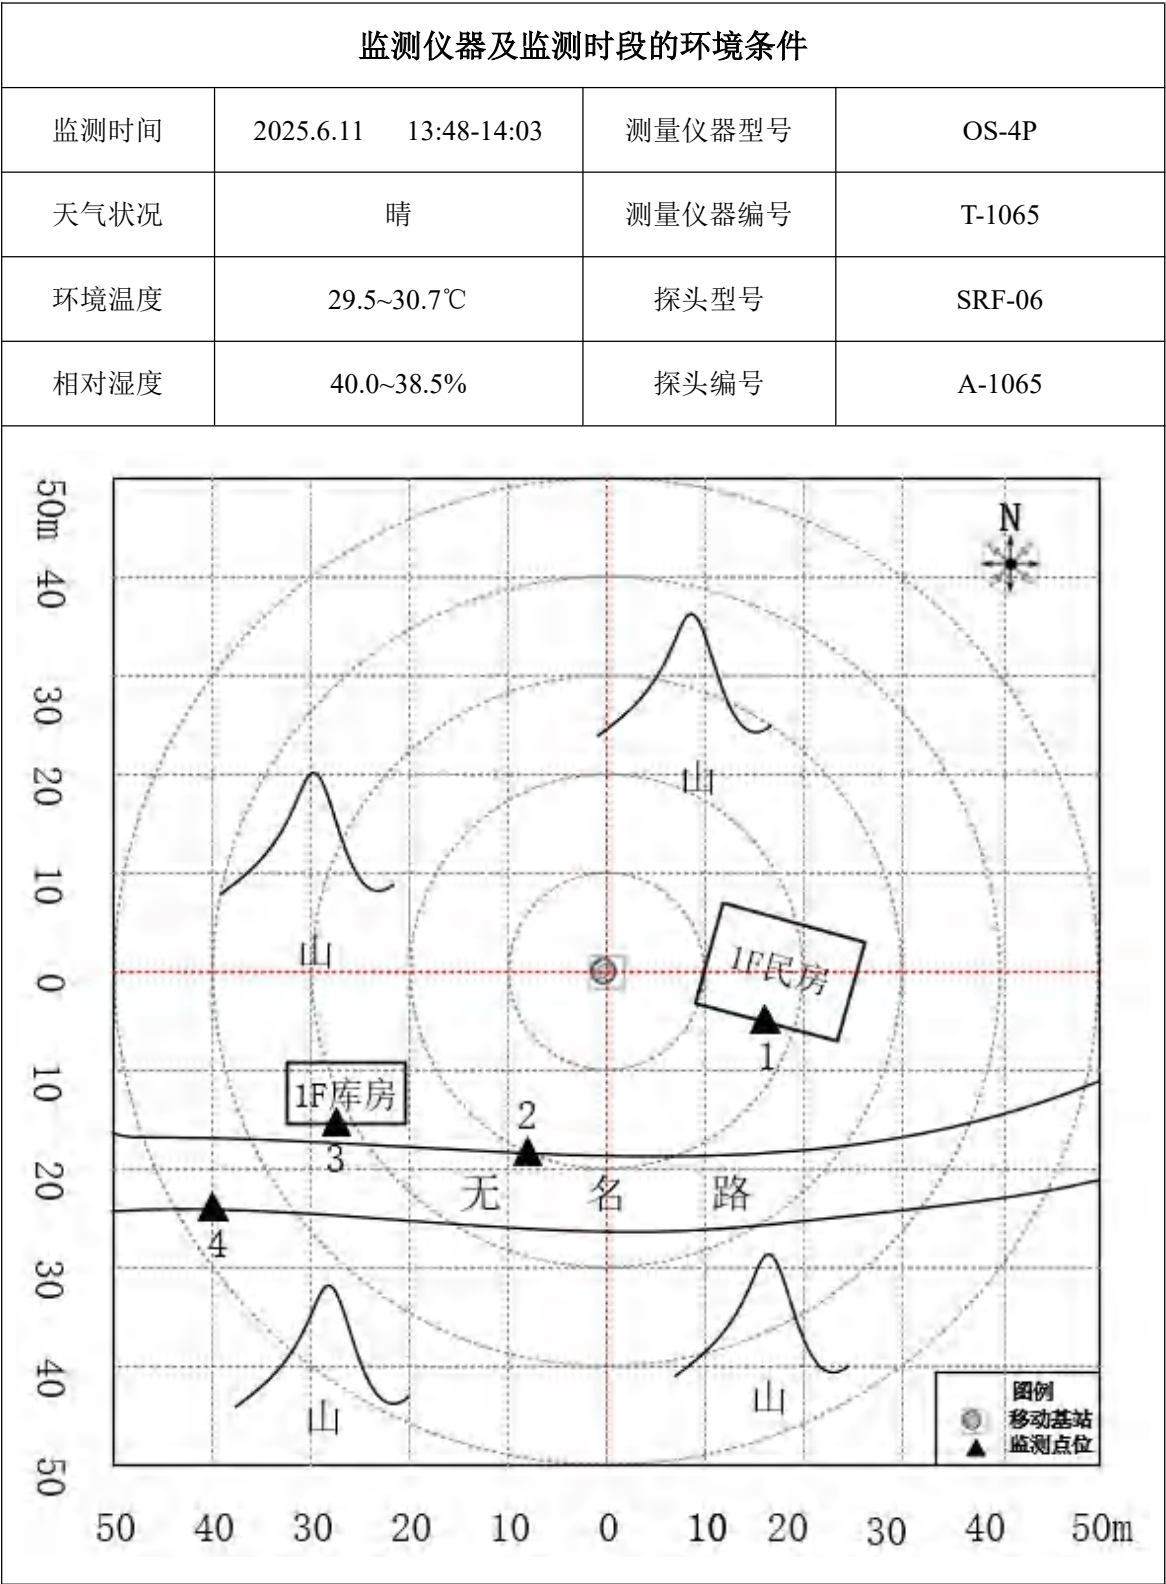 监测仪器及监测时段的环境条件
监测时间 2025.6.11 13:48-14:03 测量仪器型号 OS-4P
天气状况 晴 测量仪器编号 T-1065
环境温度 29.5~30.7℃ 探头型号 SRF-06
相对湿度 40.0~38.5% 探头编号 A-1065
50m
40
30
20
10
0
10
20
30
40
50
N
山
山
1F民房
1
1F库房
2
3
无名路
4
山
山
图例
移动基站
监测点位
50 40 30 20 10 0 10 20 30 40 50m